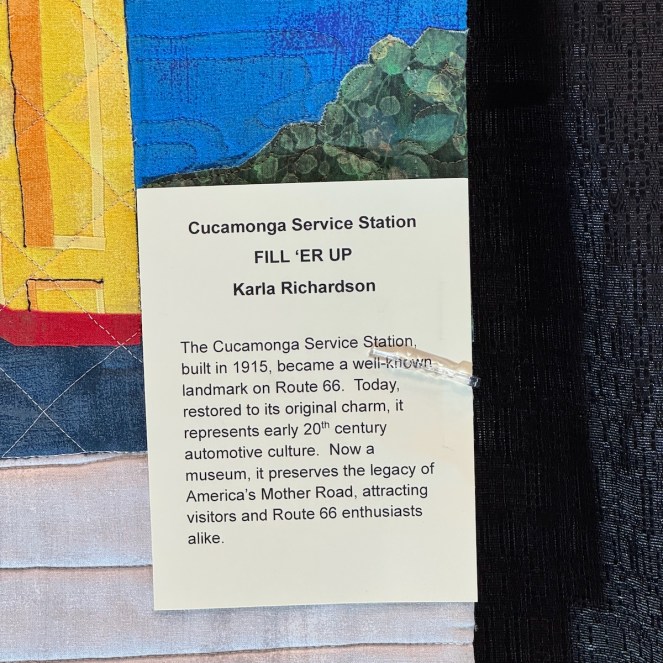 Cucamonga Service Station
FILL ‘ER UP
Karla Richardson
The Cucamonga Service Station,
built in 1915, became a well-known
landmark on Route 66.  Today,
restored to its original charm, it
represents early 20th century
automotive culture.  Now a
museum, it preserves the legacy of
America’s Mother Road, attracting
visitors and Route 66 enthusiasts
alike.